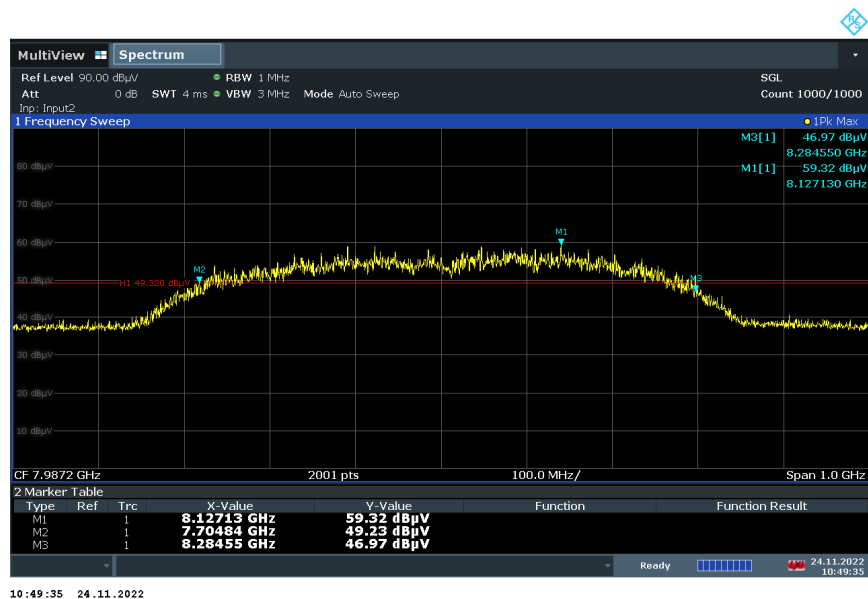 R&S
MultiView Spectrum
Ref Level 90.00 dBµV RBW 1 MHz SGL
Att 0 dB SWT 4 ms VBW 3 MHz Mode Auto Sweep Count 1000/1000
Inp: Input2
1 Frequency Sweep 1Pk Max
M3[1] 46.97 dBµV
8.284550 GHz
80 dBµV M1[1] 59.32 dBµV
8.127130 GHz
70 dBµV
M1
60 dBµV
M2
50 dBµV H1 49.320 dBµV M3
40 dBµV
30 dBµV
20 dBµV
10 dBµV
CF 7.9872 GHz 2001 pts 100.0 MHz/ Span 1.0 GHz
2 Marker Table
Type Ref Trc X-Value Y-Value Function Function Result
M1 1 8.12713 GHz 59.32 dBµV
M2 1 7.70484 GHz 49.23 dBµV
M3 1 8.28455 GHz 46.97 dBµV
Ready 24.11.2022
10:49:35
10:49:35 24.11.2022